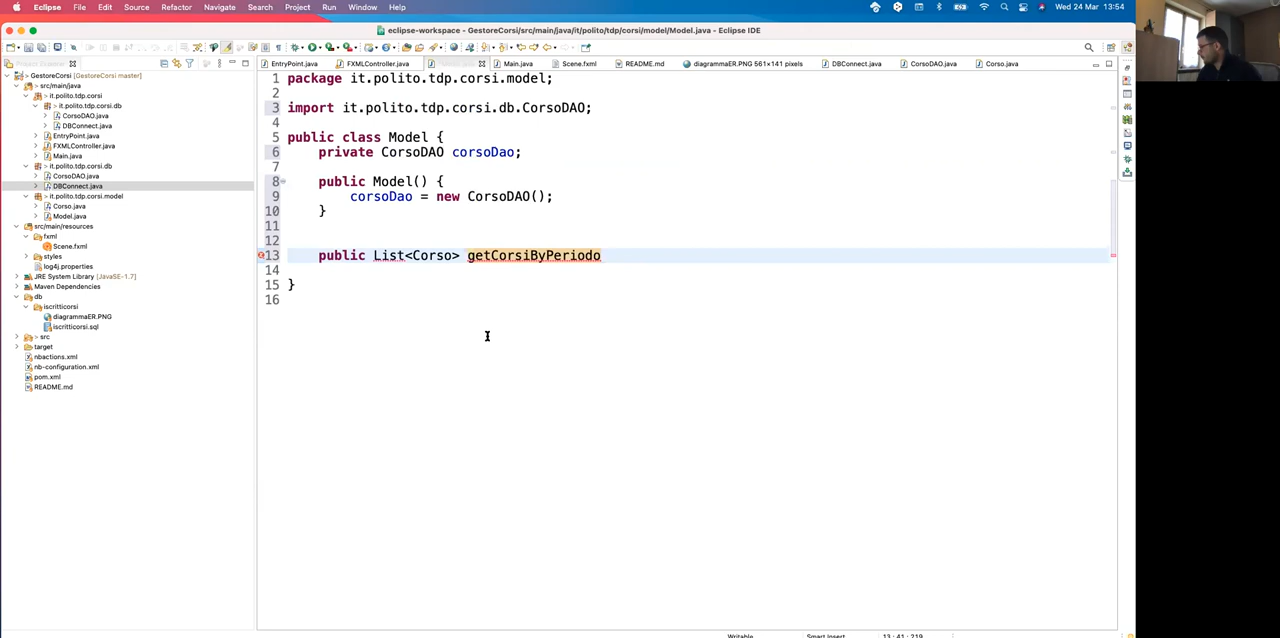 Eclipse File Edit Source Refactor Navigate Search Project Run Window Help Wed 24 Mar 13:54
eclipse-workspace - GestoreCorsi/src/main/java/it/polito/tdp/corsi/model/Model.java - Eclipse IDE
EntryPoint.java FXMLController.java Main.java Scene.fxml README.md diagrammaER.PNG 561×141 pixels DBConnect.java CorsoDAO.java Corso.java
GestoreCorsi [GestoreCorsi master]
src/main/java
it.polito.tdp.corsi
it.polito.tdp.corsi.db
CorsoDAO.java
DBConnect.java
EntryPoint.java
FXMLController.java
Main.java
it.polito.tdp.corsi.db
CorsoDAO.java
DBConnect.java
it.polito.tdp.corsi.model
Corso.java
Model.java
src/main/resources
fxml
Scene.fxml
styles
log4j.properties
JRE System Library [JavaSE-1.7]
Maven Dependencies
db
iscritticorsi
diagrammaER.PNG
iscritticorsi.sql
src
target
nbactions.xml
nb-configuration.xml
pom.xml
README.md
1 package it.polito.tdp.corsi.model;
2
3 import it.polito.tdp.corsi.db.CorsoDAO;
4
5 public class Model {
6 private CorsoDAO corsoDao;
7
8 public Model() {
9 corsoDao = new CorsoDAO();
10 }
11
12
13 public List<Corso> getCorsiByPeriodo
14
15 }
16
Writable Smart Insert 13 : 41 : 219